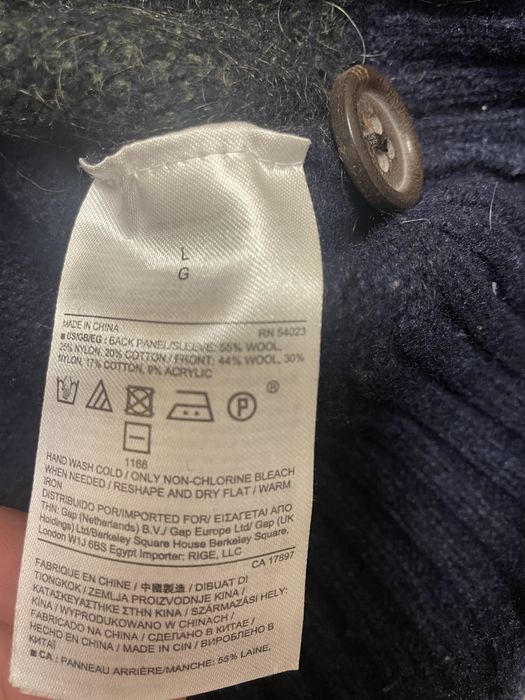 L
G
MADE IN CHINA RN 54023
■ US/GB/EG : BACK PANEL/SLEEVE: 55% WOOL,
25% NYLON, 20% COTTON / FRONT: 44% WOOL, 30%
NYLON, 17% COTTON, 9% ACRYLIC
P ®
1166
HAND WASH COLD / ONLY NON-CHLORINE BLEACH
WHEN NEEDED / RESHAPE AND DRY FLAT / WARM
IRON
DISTRIBUIDO POR/IMPORTED BY/ ΕΙΣΑΓΕΤΑΙ ΑΠΟ
ΤΗΝ: Gap (Netherlands) B.V./ Gap Europe Ltd/ Gap (UK
Holdings) Ltd/Berkeley Square House Berkeley Square,
London W1J 6BS Egypt Importer: RIGE, LLC
CA 17897
FABRIQUÉ EN CHINE / 中國製造 / DIBUAT DI
TIONGKOK / ZEMLJA PROIZVODNJE KINA /
ΚΑΤΑΣΚΕΥΑΣΤΗΚΕ ΣΤΗΝ ΚΙΝΑ / SZÁRMAZÁSI HELY:
KÍNA / WYPRODUKOWANO W CHINACH /
FABRICADO NA CHINA / СДЕЛАНО В КИТАЕ /
HECHO EN CHINA / MADE IN CIN / ВИРОБЛЕНО В
КИТАЇ
■ CA : PANNEAU ARRIÈRE/MANCHE: 55% LAINE,